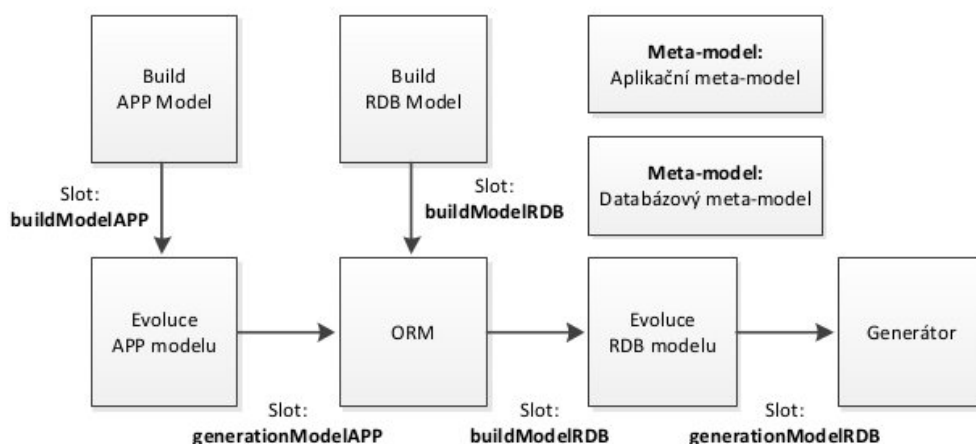 Build
APP Model
Build
RDB Model
Meta-model:
Aplikační meta-model
Meta-model:
Databázový meta-model
Slot:
buildModelAPP
Slot:
buildModelRDB
Evoluce
APP modelu
ORM
Evoluce
RDB modelu
Generátor
Slot:
generationModelAPP
Slot:
buildModelRDB
Slot:
generationModelRDB